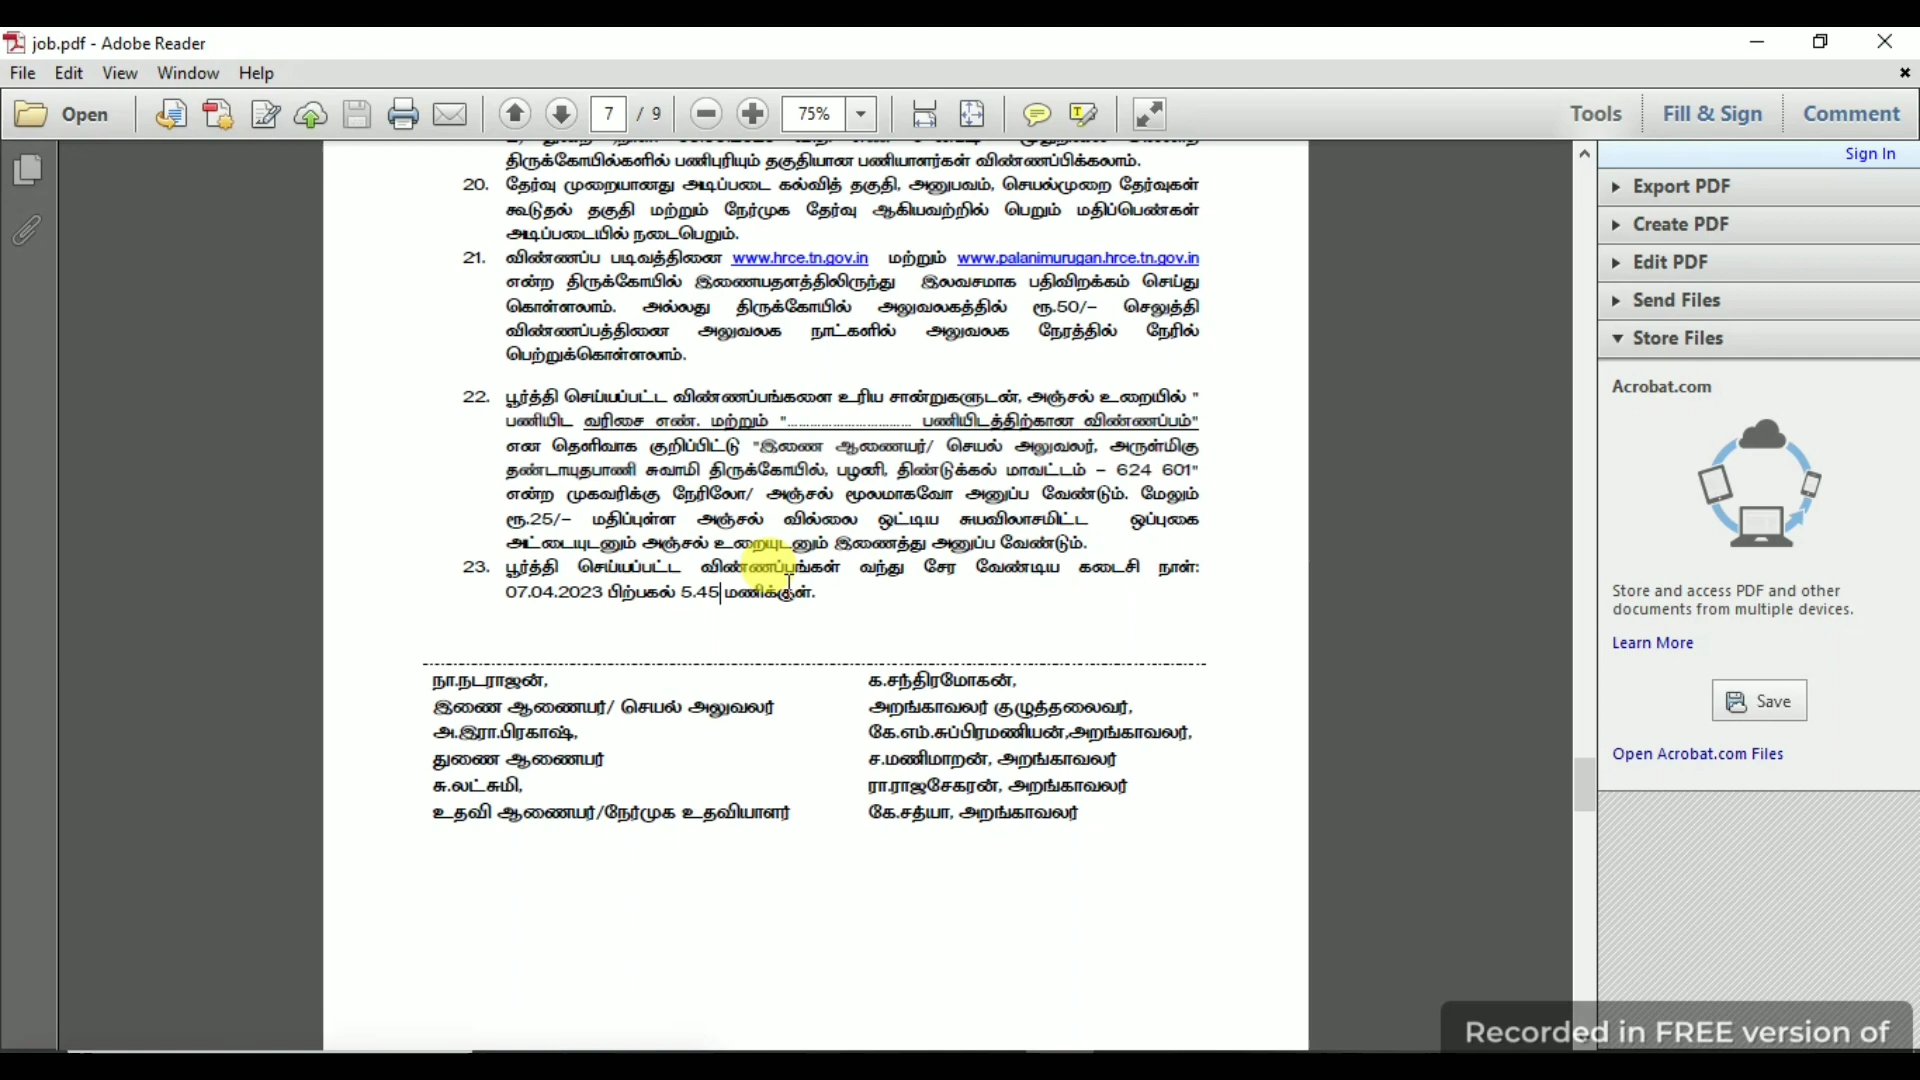 job.pdf - Adobe Reader
File Edit View Window Help
Open 7 / 9 75% Tools Fill & Sign Comment
Sign In
திருக்கோயில்களில் பணிபுரியும் தகுதியான பணியாளர்கள் விண்ணப்பிக்கலாம்.
20. தேர்வு முறையானது அடிப்படை கல்வித் தகுதி, அனுபவம், செயல்முறை தேர்வுகள்
கூடுதல் தகுதி மற்றும் நேர்முக தேர்வு ஆகியவற்றில் பெறும் மதிப்பெண்கள்
அடிப்படையில் நடைபெறும்.
21. விண்ணப்ப படிவத்தினை www.hrce.tn.gov.in மற்றும் www.palanimurugan.hrce.tn.gov.in
என்ற திருக்கோயில் இணையதளத்திலிருந்து இலவசமாக பதிவிறக்கம் செய்து
கொள்ளலாம். அல்லது திருக்கோயில் அலுவலகத்தில் ரூ.50/– செலுத்தி
விண்ணப்பத்தினை அலுவலக நாட்களில் அலுவலக நேரத்தில் நேரில்
பெற்றுக்கொள்ளலாம்.
22. பூர்த்தி செய்யப்பட்ட விண்ணப்பங்களை உரிய சான்றுகளுடன், அஞ்சல் உறையில் "
பணியிட வரிசை எண். மற்றும் "................................ பணியிடத்திற்கான விண்ணப்பம்"
என தெளிவாக குறிப்பிட்டு "இணை ஆணையர்/ செயல் அலுவலர், அருள்மிகு
தண்டாயுதபாணி சுவாமி திருக்கோயில், பழனி, திண்டுக்கல் மாவட்டம் – 624 601"
என்ற முகவரிக்கு நேரிலோ/ அஞ்சல் மூலமாகவோ அனுப்ப வேண்டும். மேலும்
ரூ.25/– மதிப்புள்ள அஞ்சல் வில்லை ஒட்டிய சுயவிலாசமிட்ட ஒப்புகை
அட்டையுடனும் அஞ்சல் உறையுடனும் இணைத்து அனுப்ப வேண்டும்.
23. பூர்த்தி செய்யப்பட்ட விண்ணப்பங்கள் வந்து சேர வேண்டிய கடைசி நாள்:
07.04.2023 பிற்பகல் 5.45 மணிக்குள்.
நா.நடராஜன்,
இணை ஆணையர்/ செயல் அலுவலர்
அ.இரா.பிரகாஷ்,
துணை ஆணையர்
சு.லட்சுமி,
உதவி ஆணையர்/நேர்முக உதவியாளர்
க.சந்திரமோகன்,
அறங்காவலர் குழுத்தலைவர்,
கே.எம்.சுப்பிரமணியன்,அறங்காவலர்,
ச.மணிமாறன், அறங்காவலர்
ரா.ராஜசேகரன், அறங்காவலர்
கே.சத்யா, அறங்காவலர்
Export PDF
Create PDF
Edit PDF
Send Files
Store Files
Acrobat.com
Store and access PDF and other
documents from multiple devices.
Learn More
Save
Open Acrobat.com Files
Recorded in FREE version of